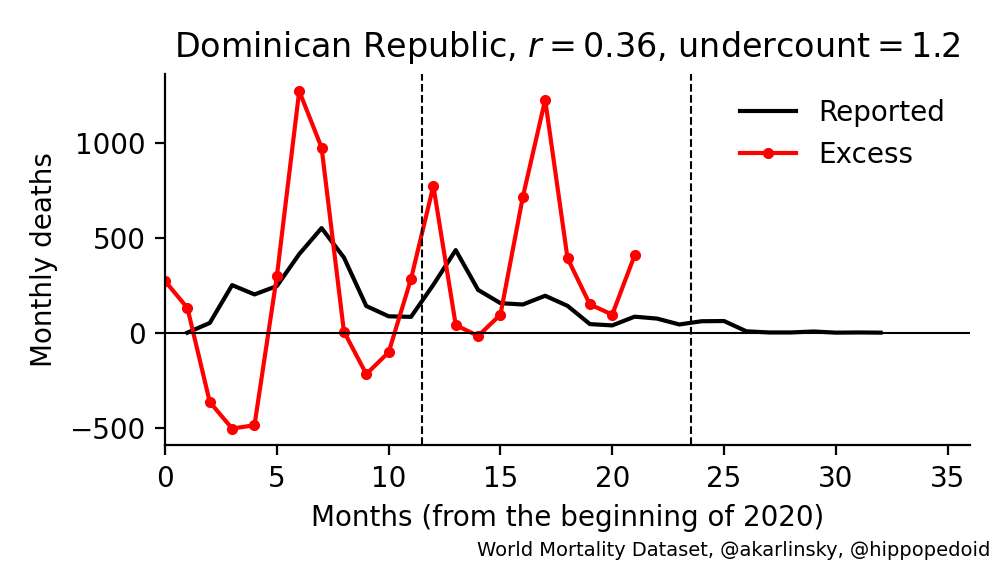 Dominican Republic, r = 0.36, undercount = 1.2
Reported
Excess
Monthly deaths
1000
500
0
−500
0 5 10 15 20 25 30 35
Months (from the beginning of 2020)
World Mortality Dataset, @akarlinsky, @hippopedoid